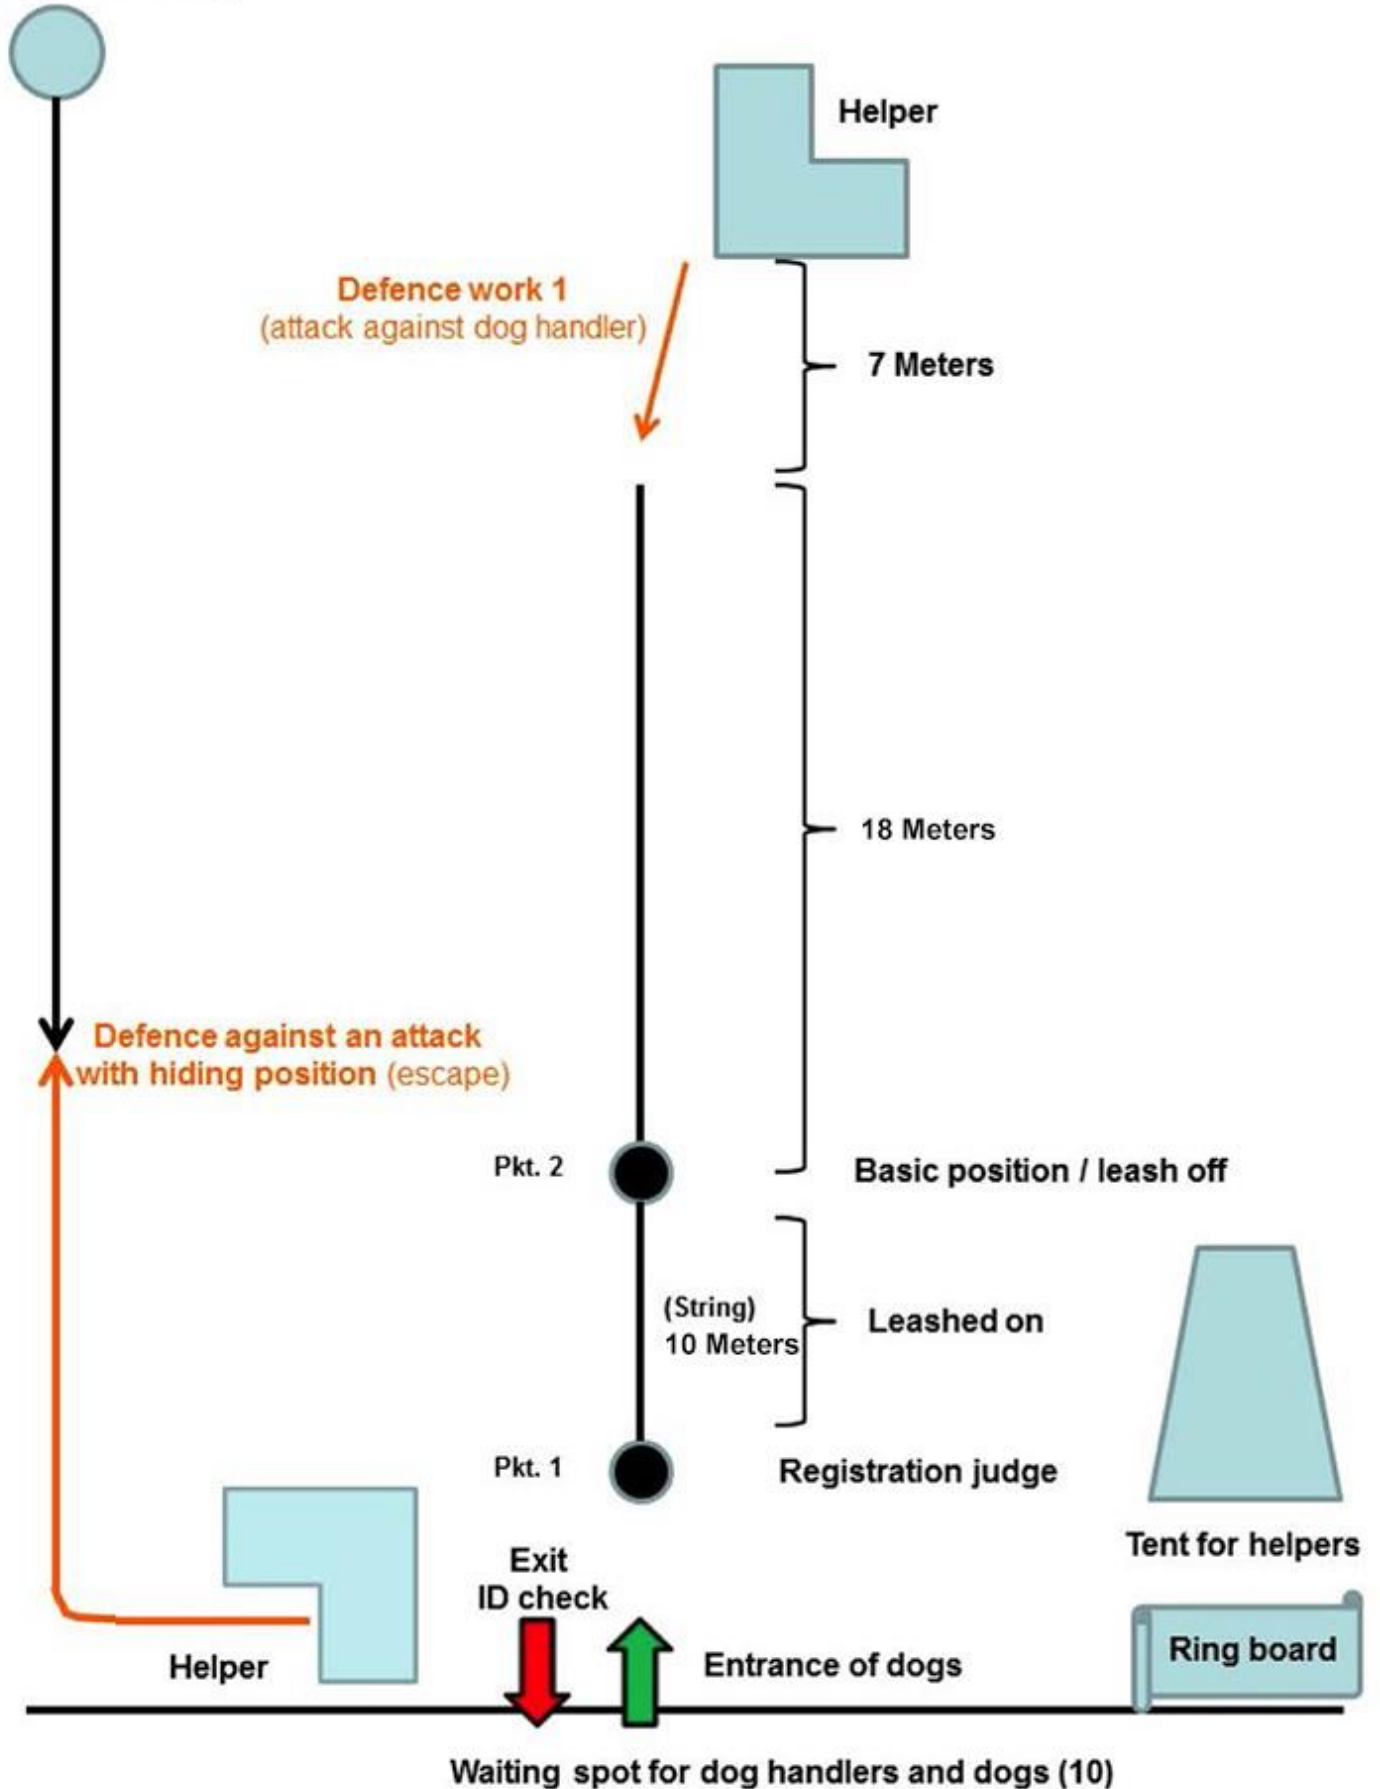 Helper
Defence work 1
(attack against dog handler)
7 Meters
18 Meters
Defence against an attack
with hiding position (escape)
Pkt. 2
Basic position / leash off
(String)
10 Meters
Leashed on
Pkt. 1
Registration judge
Tent for helpers
Exit
ID check
Helper
Entrance of dogs
Ring board
Waiting spot for dog handlers and dogs (10)